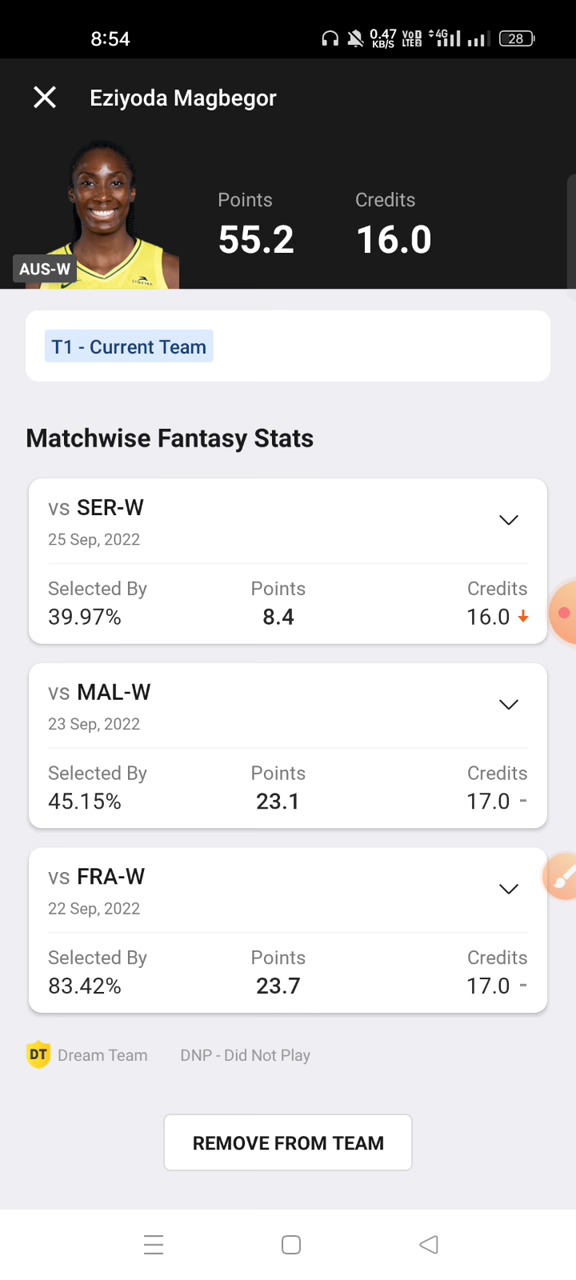 8:54
0.47 KB/S
VoD LTE2
4G
28
Eziyoda Magbegor
Points
Credits
55.2
16.0
AUS-W
T1 - Current Team
Matchwise Fantasy Stats
vs SER-W
25 Sep, 2022
Selected By Points Credits
39.97% 8.4 16.0
vs MAL-W
23 Sep, 2022
Selected By Points Credits
45.15% 23.1 17.0 -
vs FRA-W
22 Sep, 2022
Selected By Points Credits
83.42% 23.7 17.0 -
DT Dream Team DNP - Did Not Play
REMOVE FROM TEAM